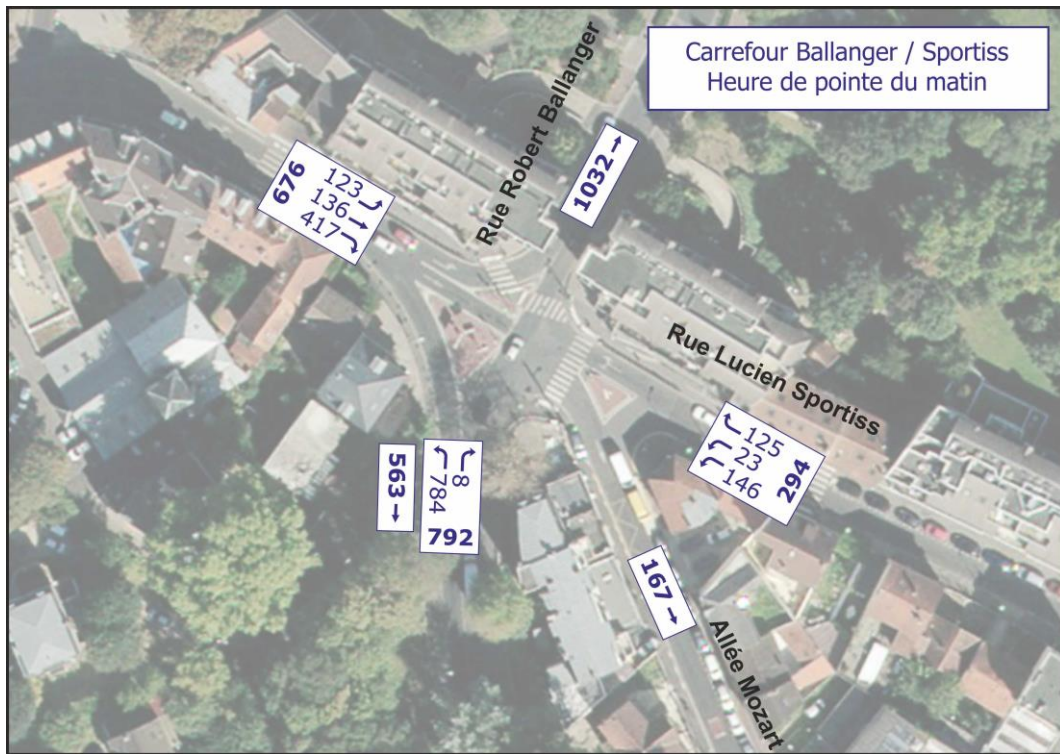 Carrefour Ballanger / Sportiss
Heure de pointe du matin
Rue Robert Ballanger
1032
676
123
136
417
Rue Lucien Sportiss
125
23
146
294
563
8
784
792
167
Allée Mozart